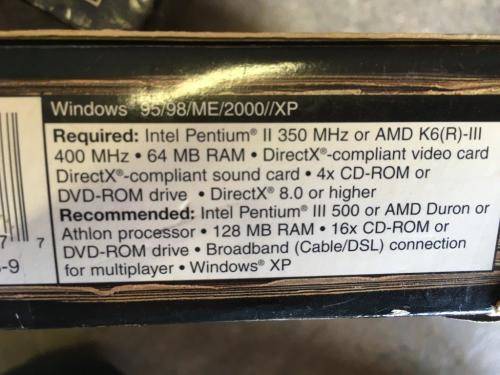 Windows 95/98/ME/2000//XP
Required: Intel Pentium® II 350 MHz or AMD K6(R)-III
400 MHz • 64 MB RAM • DirectX®-compliant video card
DirectX®-compliant sound card • 4x CD-ROM or
DVD-ROM drive • DirectX® 8.0 or higher
Recommended: Intel Pentium® III 500 or AMD Duron or
Athlon processor • 128 MB RAM • 16x CD-ROM or
DVD-ROM drive • Broadband (Cable/DSL) connection
for multiplayer • Windows XP
7 7
-9